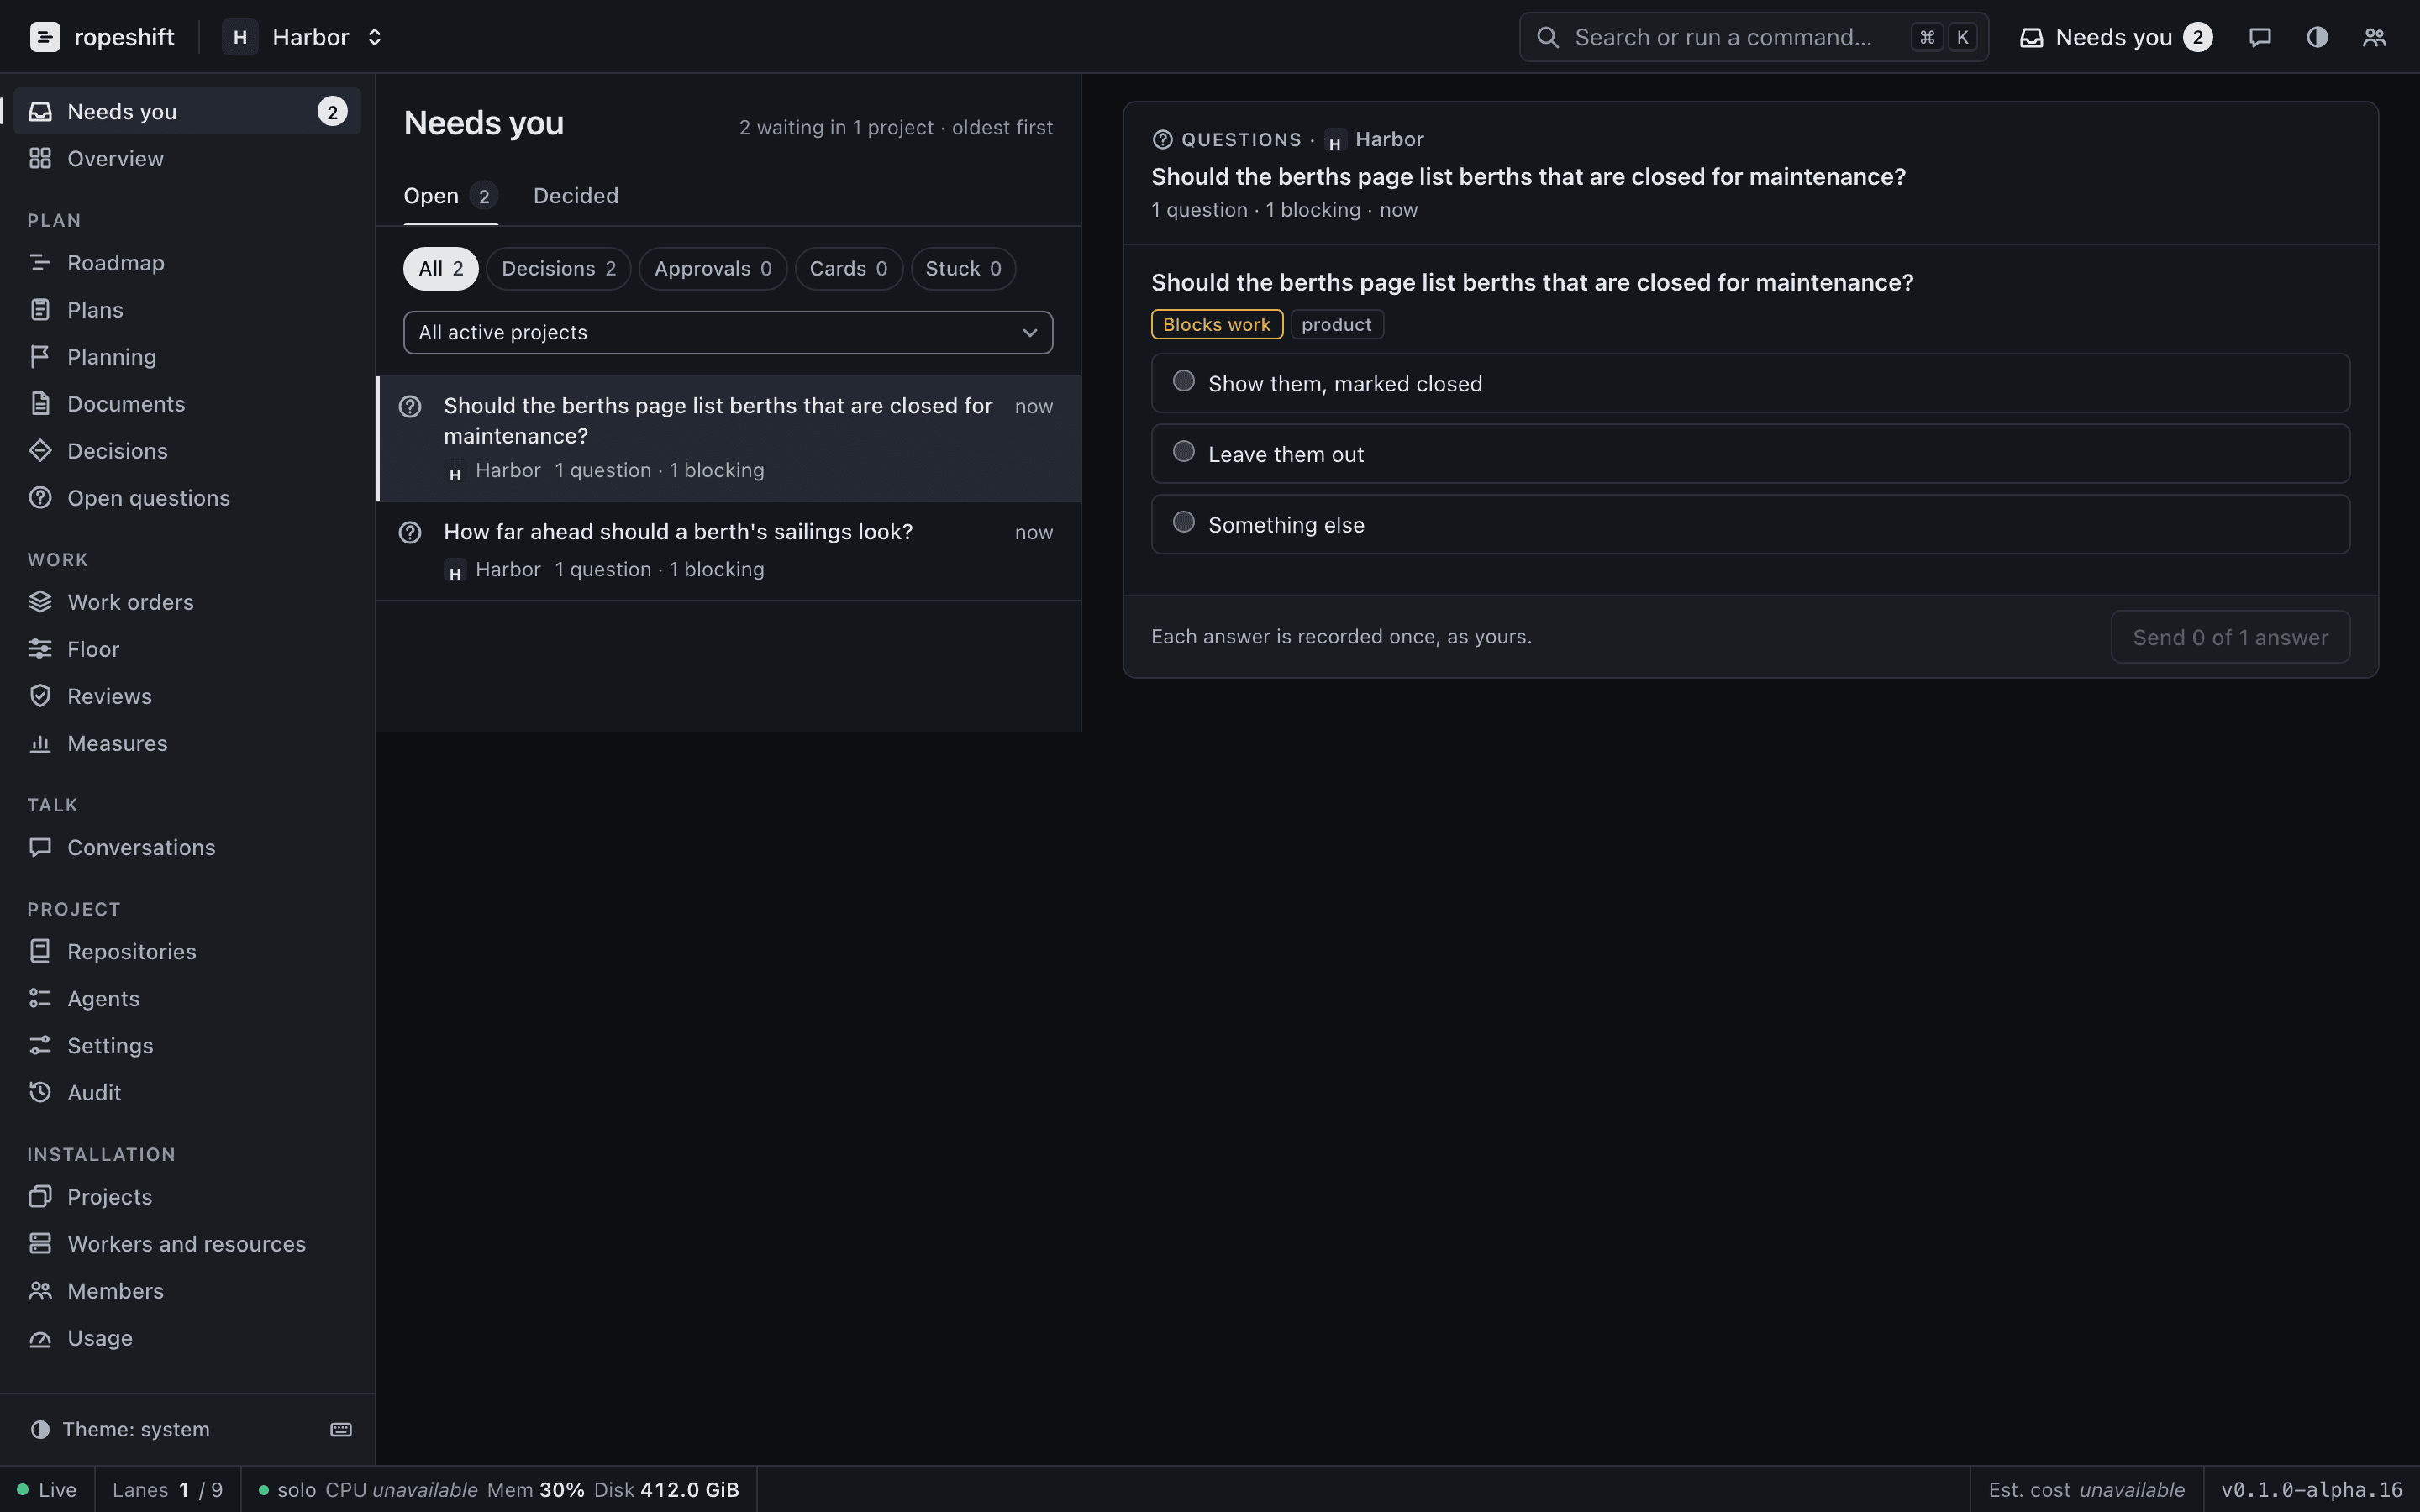 ropeshift
H Harbor
Search or run a command... ⌘ K
Needs you 2
Needs you 2
Overview
PLAN
Roadmap
Plans
Planning
Documents
Decisions
Open questions
WORK
Work orders
Floor
Reviews
Measures
TALK
Conversations
PROJECT
Repositories
Agents
Settings
Audit
INSTALLATION
Projects
Workers and resources
Members
Usage
Theme: system
Needs you
2 waiting in 1 project · oldest first
Open 2 Decided
All 2 Decisions 2 Approvals 0 Cards 0 Stuck 0
All active projects
Should the berths page list berths that are closed for now
maintenance?
H Harbor 1 question · 1 blocking
How far ahead should a berth's sailings look? now
H Harbor 1 question · 1 blocking
QUESTIONS · H Harbor
Should the berths page list berths that are closed for maintenance?
1 question · 1 blocking · now
Should the berths page list berths that are closed for maintenance?
Blocks work product
Show them, marked closed
Leave them out
Something else
Each answer is recorded once, as yours.
Send 0 of 1 answer
Live
Lanes 1 / 9
solo CPU unavailable Mem 30% Disk 412.0 GiB
Est. cost unavailable
v0.1.0-alpha.16